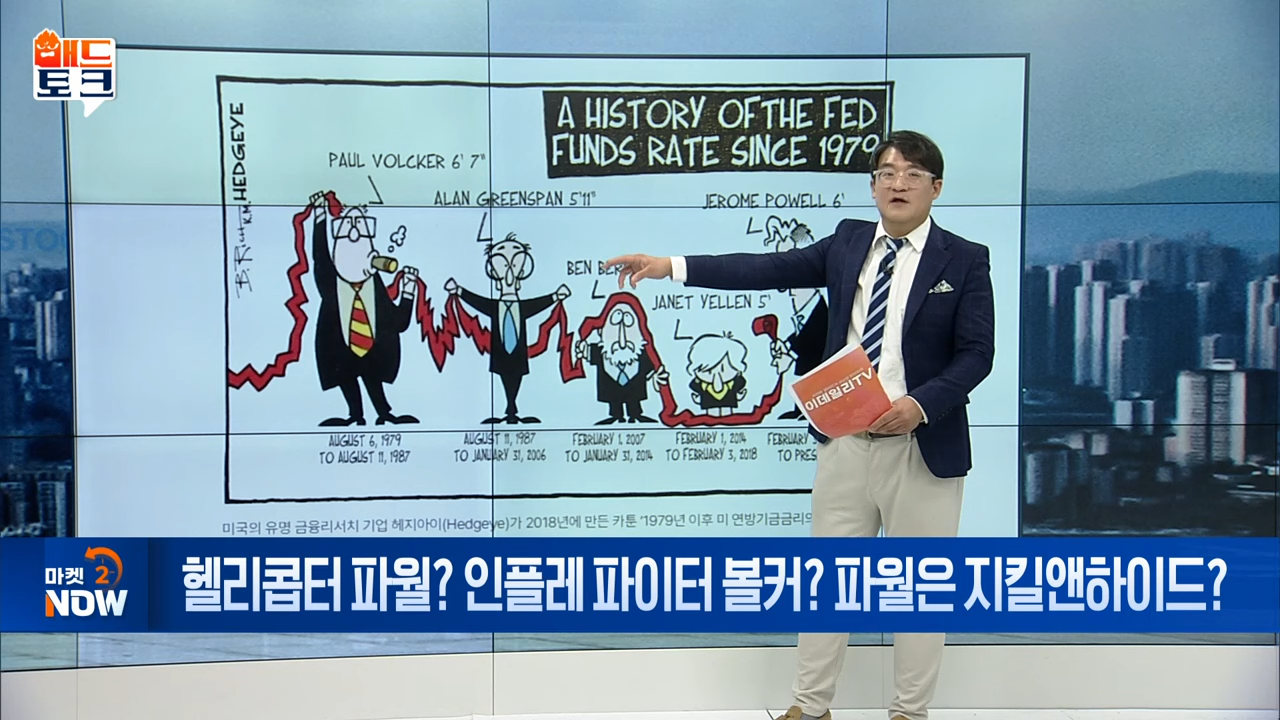 매드
토크
HEDGEYE
A HISTORY OF THE FED
FUNDS RATE SINCE 1979
PAUL VOLCKER 6' 7"
ALAN GREENSPAN 5'11"
JEROME POWELL 6'
BEN
JANET YELLEN 5'
AUGUST 6, 1979
TO AUGUST 11, 1987
AUGUST 11, 1987
TO JANUARY 31, 2006
FEBRUARY 1, 2007
TO JANUARY 31, 2014
FEBRUARY 1, 2014
TO FEBRUARY 3, 2018
이데일리TV
미국의 유명 금융리서치 기업 헤지아이(Hedgeye)가 2018년에 만든 카툰 '1979년 이후 미 연방기금금리의
마켓 2
NOW
헬리콥터 파월? 인플레 파이터 볼커? 파월은 지킬앤하이드?